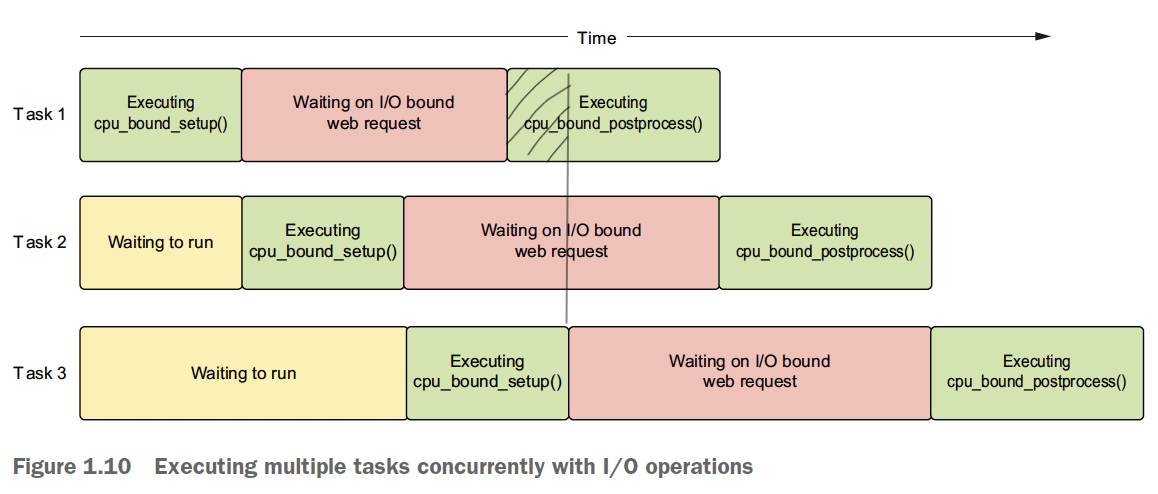 Time
Task 1
Executing
cpu_bound_setup()
Waiting on I/O bound
web request
Executing
cpu_bound_postprocess()
Task 2
Waiting to run
Executing
cpu_bound_setup()
Waiting on I/O bound
web request
Executing
cpu_bound_postprocess()
Task 3
Waiting to run
Executing
cpu_bound_setup()
Waiting on I/O bound
web request
Executing
cpu_bound_postprocess()
Figure 1.10 Executing multiple tasks concurrently with I/O operations